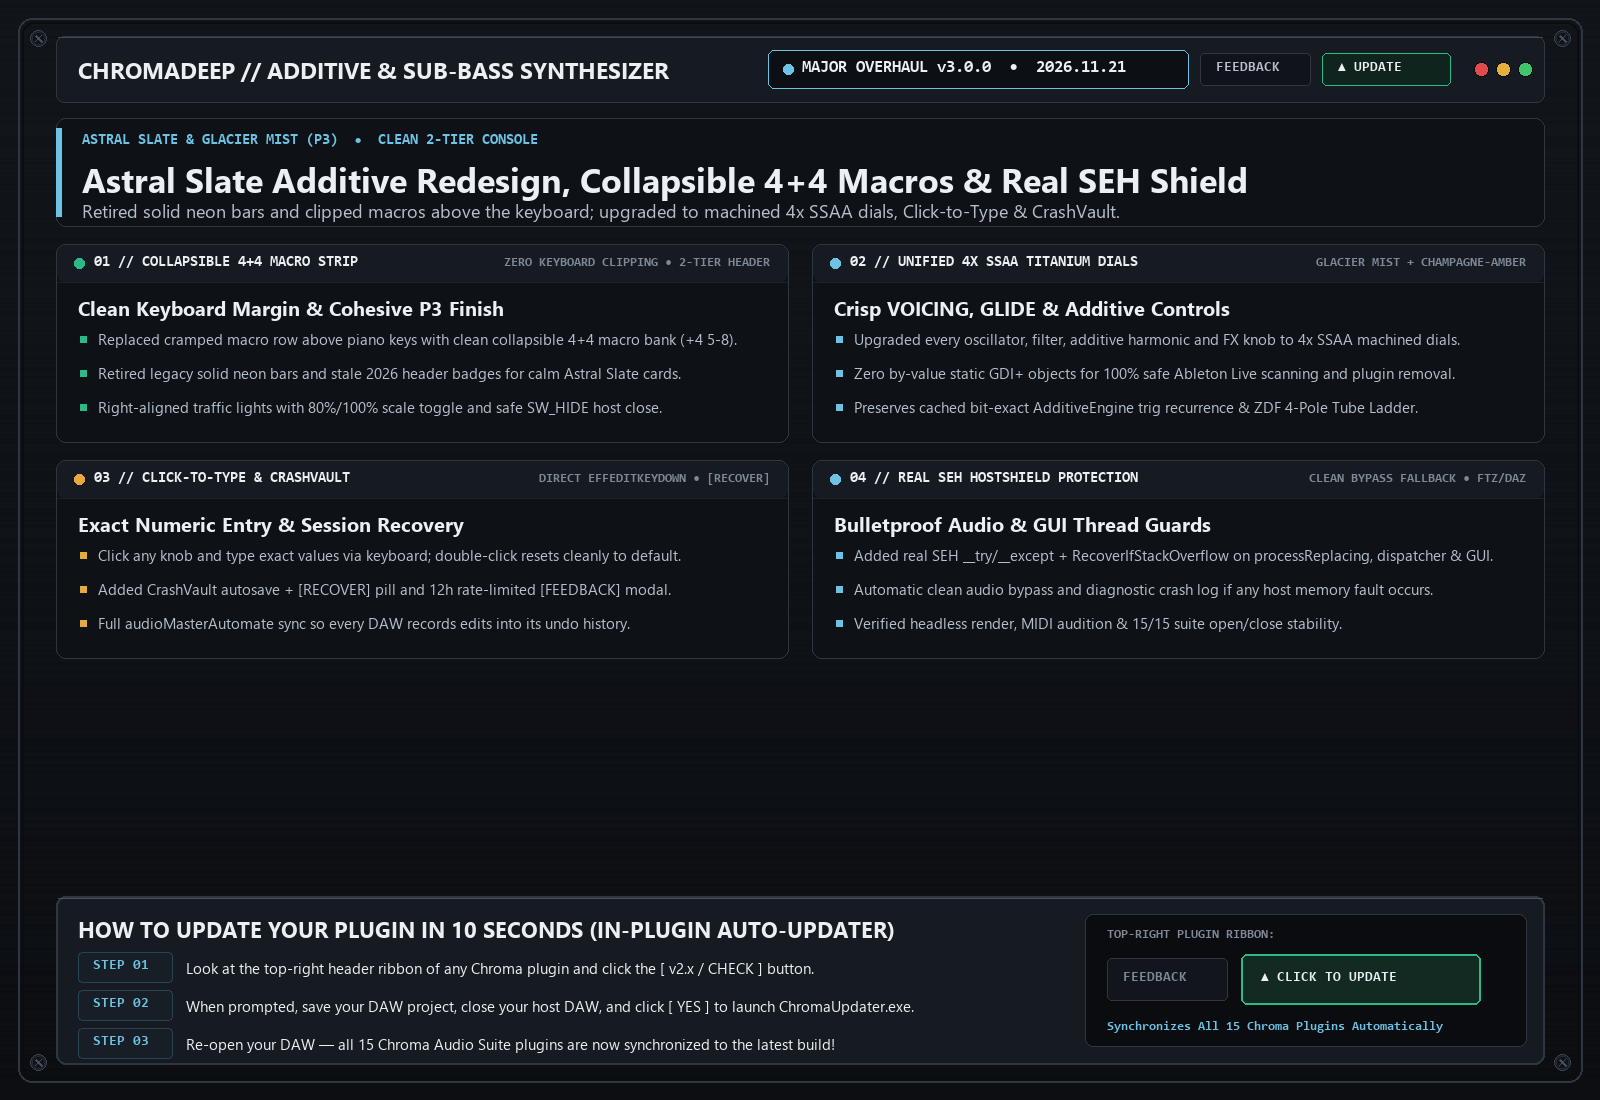 CHROMADEEP // ADDITIVE & SUB-BASS SYNTHESIZER
MAJOR OVERHAUL v3.0.0 • 2026.11.21
FEEDBACK
▲ UPDATE
ASTRAL SLATE & GLACIER MIST (P3) • CLEAN 2-TIER CONSOLE
Astral Slate Additive Redesign, Collapsible 4+4 Macros & Real SEH Shield
Retired solid neon bars and clipped macros above the keyboard; upgraded to machined 4x SSAA dials, Click-to-Type & CrashVault.
01 // COLLAPSIBLE 4+4 MACRO STRIP
ZERO KEYBOARD CLIPPING • 2-TIER HEADER
Clean Keyboard Margin & Cohesive P3 Finish
Replaced cramped macro row above piano keys with clean collapsible 4+4 macro bank (+4 5-8).
Retired legacy solid neon bars and stale 2026 header badges for calm Astral Slate cards.
Right-aligned traffic lights with 80%/100% scale toggle and safe SW_HIDE host close.
02 // UNIFIED 4X SSAA TITANIUM DIALS
GLACIER MIST + CHAMPAGNE-AMBER
Crisp VOICING, GLIDE & Additive Controls
Upgraded every oscillator, filter, additive harmonic and FX knob to 4x SSAA machined dials.
Zero by-value static GDI+ objects for 100% safe Ableton Live scanning and plugin removal.
Preserves cached bit-exact AdditiveEngine trig recurrence & ZDF 4-Pole Tube Ladder.
03 // CLICK-TO-TYPE & CRASHVAULT
DIRECT EFFEDITKEYDOWN • [RECOVER]
Exact Numeric Entry & Session Recovery
Click any knob and type exact values via keyboard; double-click resets cleanly to default.
Added CrashVault autosave + [RECOVER] pill and 12h rate-limited [FEEDBACK] modal.
Full audioMasterAutomate sync so every DAW records edits into its undo history.
04 // REAL SEH HOSTSHIELD PROTECTION
CLEAN BYPASS FALLBACK • FTZ/DAZ
Bulletproof Audio & GUI Thread Guards
Added real SEH __try/__except + RecoverIfStackOverflow on processReplacing, dispatcher & GUI.
Automatic clean audio bypass and diagnostic crash log if any host memory fault occurs.
Verified headless render, MIDI audition & 15/15 suite open/close stability.
HOW TO UPDATE YOUR PLUGIN IN 10 SECONDS (IN-PLUGIN AUTO-UPDATER)
STEP 01
Look at the top-right header ribbon of any Chroma plugin and click the [ v2.x / CHECK ] button.
STEP 02
When prompted, save your DAW project, close your host DAW, and click [ YES ] to launch ChromaUpdater.exe.
STEP 03
Re-open your DAW — all 15 Chroma Audio Suite plugins are now synchronized to the latest build!
TOP-RIGHT PLUGIN RIBBON:
FEEDBACK
▲ CLICK TO UPDATE
Synchronizes All 15 Chroma Plugins Automatically